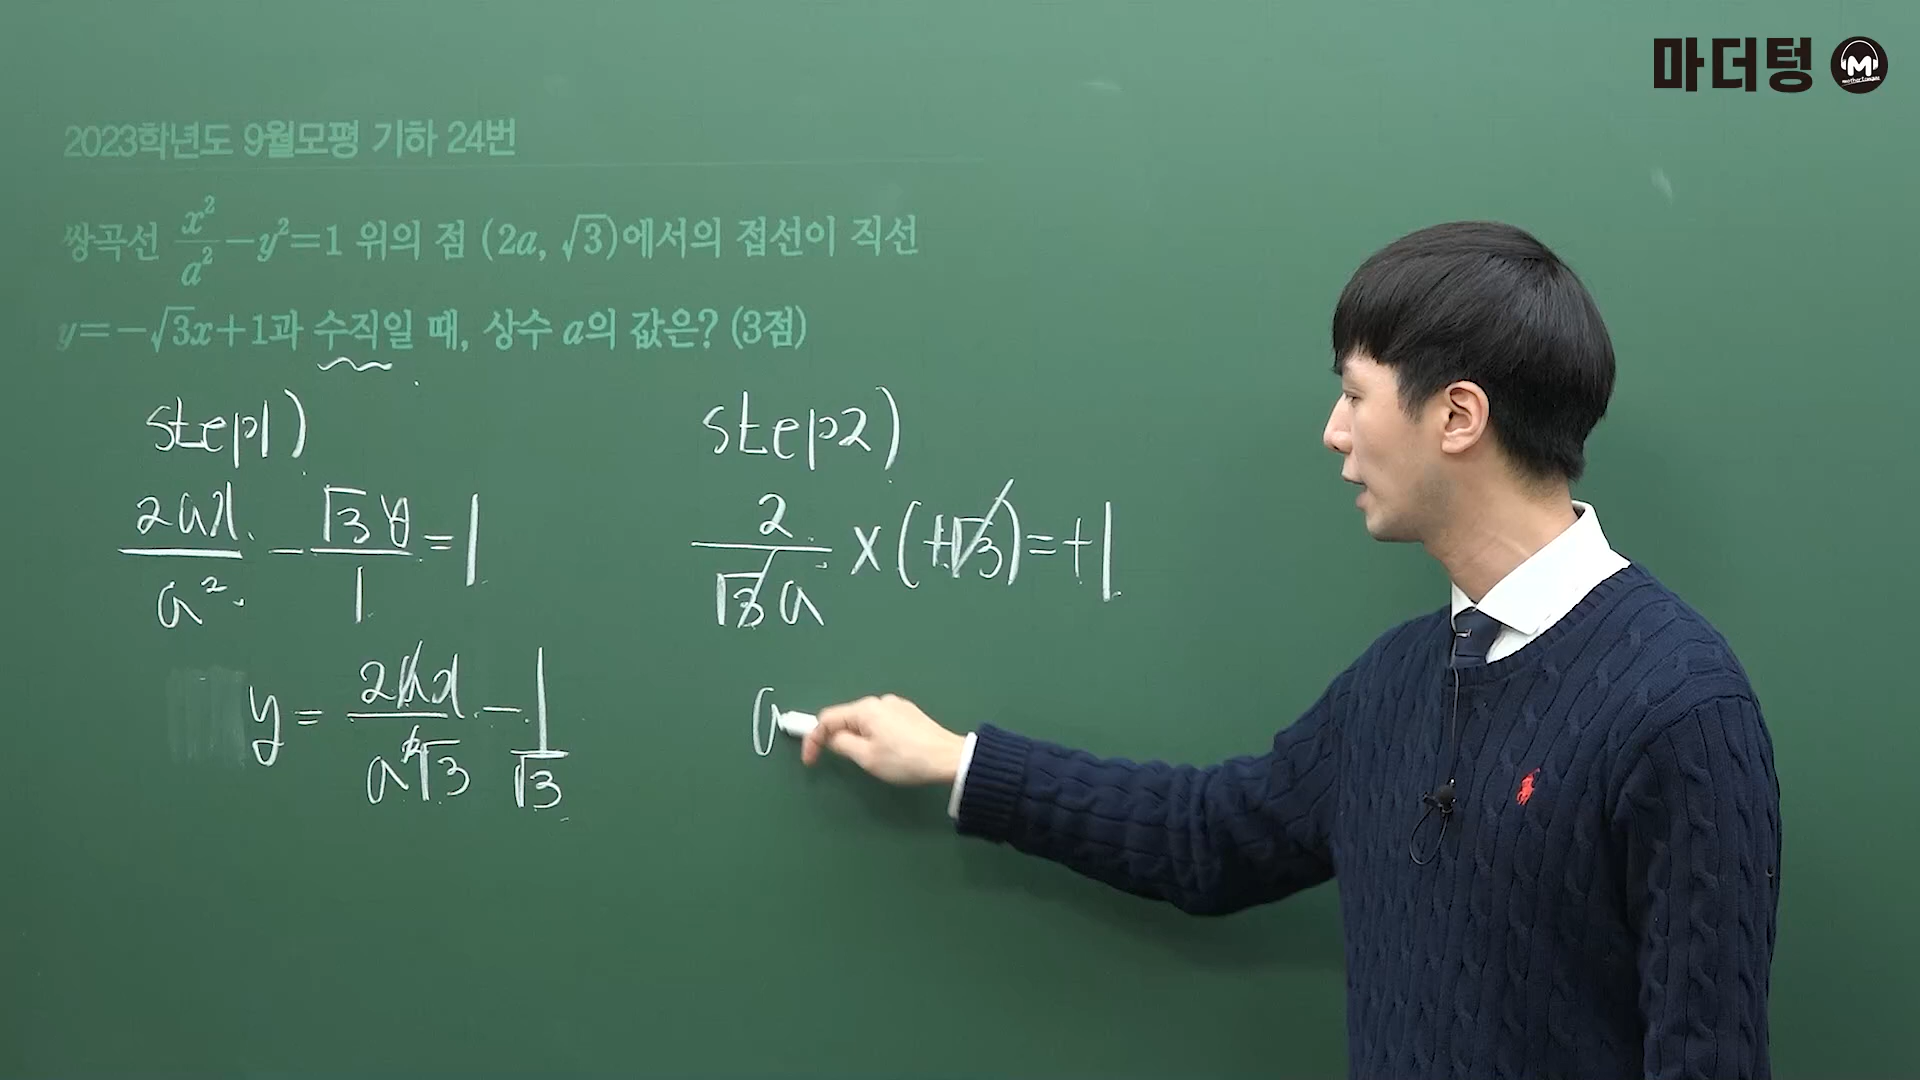 마더텅
2023학년도 9월모평 기하 24번
쌍곡선 x²/a² − y² = 1 위의 점 (2a, √3)에서의 접선이 직선
y=−√3x+1과 수직일 때, 상수 a의 값은? (3점)
step1)
2ax/a² − √3y/1 = 1
y = 2ax/a²√3 − 1/√3
step2)
2/√3a × (+√3) = +1
a